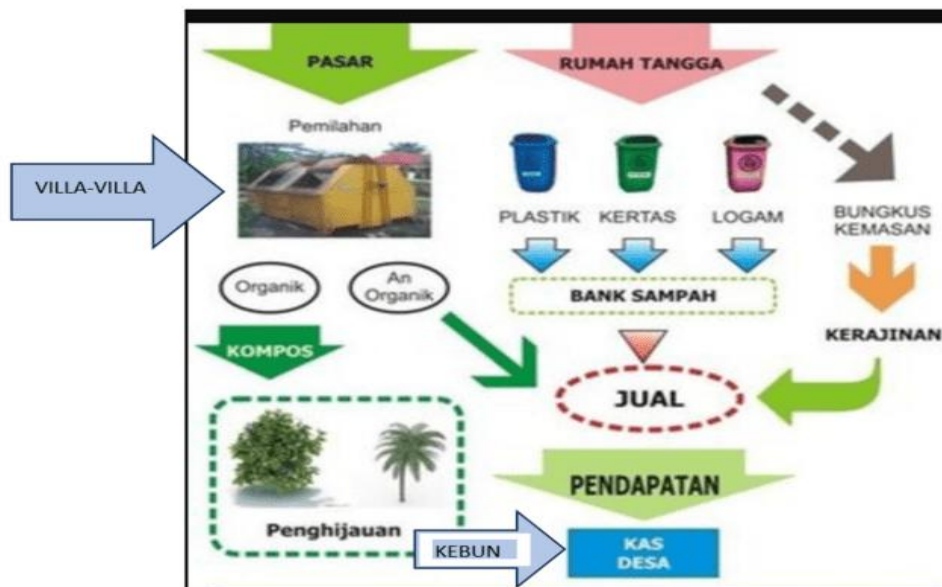 PASAR
RUMAH TANGGA
Pemilahan
VILLA-VILLA
PLASTIK
KERTAS
LOGAM
BUNGKUS
KEMASAN
Organik
An
Organik
BANK SAMPAH
KOMPOS
KERAJINAN
JUAL
PENDAPATAN
Penghijauan
KEBUN
KAS
DESA